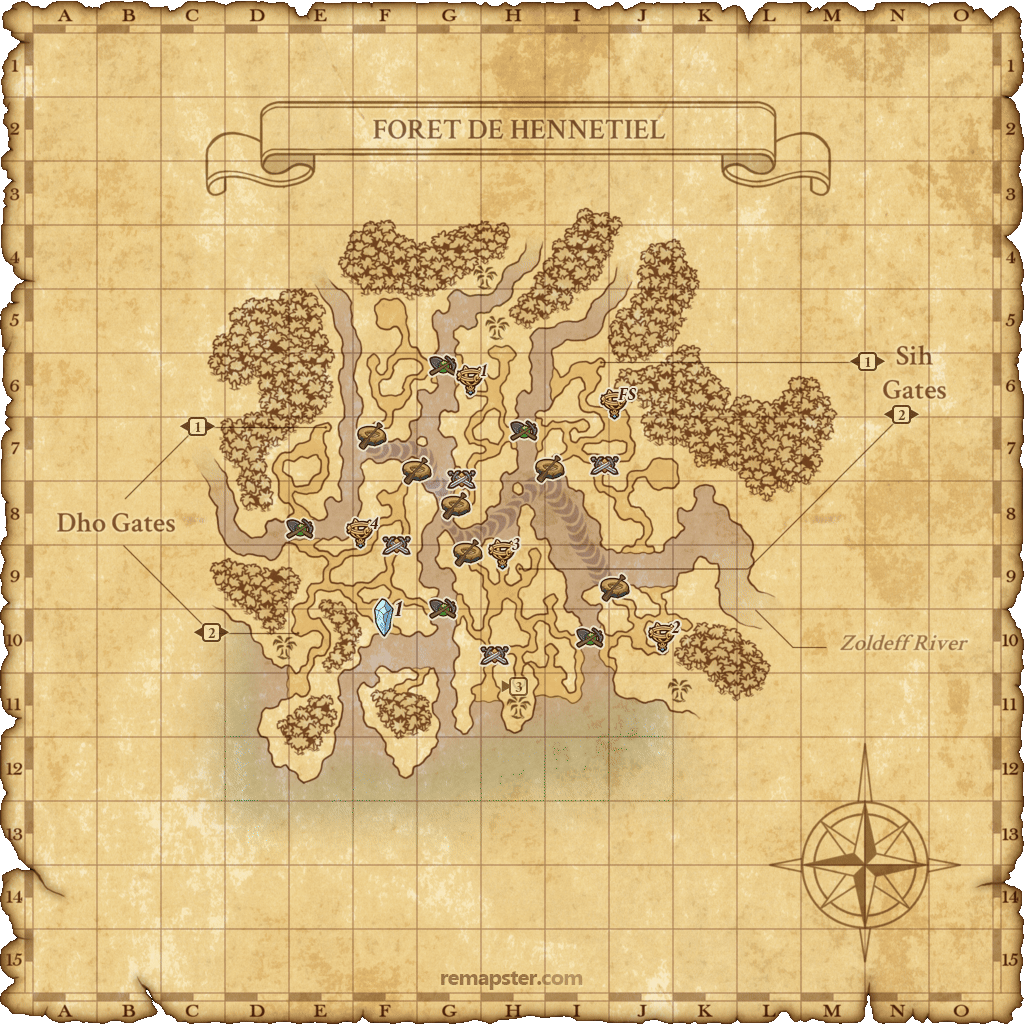 A B C D E F G H I J K L M N O
1 1
FORET DE HENNETIEL
2 2
3 3
4 4
5 5
1 Sih
6 1 6
FS Gates
2
1
7 7
8 8
Dho Gates 4
3
9 9
1
2 2
10 Zoldeff River 10
3
11 11
12 12
13 13
14 14
15 15
remapster.com
A B C D E F G H I J K L M N O